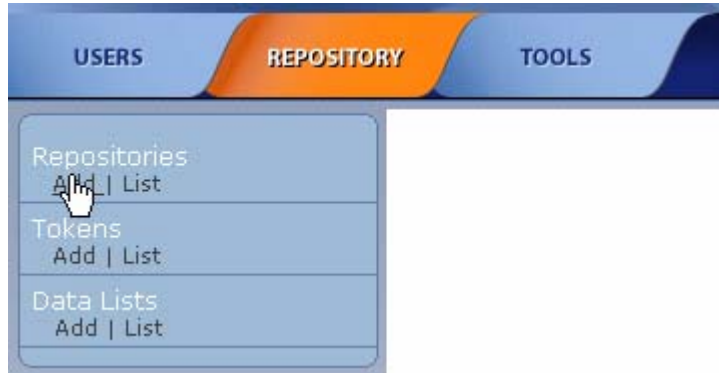 USERS REPOSITORY TOOLS
Repositories
Add | List
Tokens
Add | List
Data Lists
Add | List